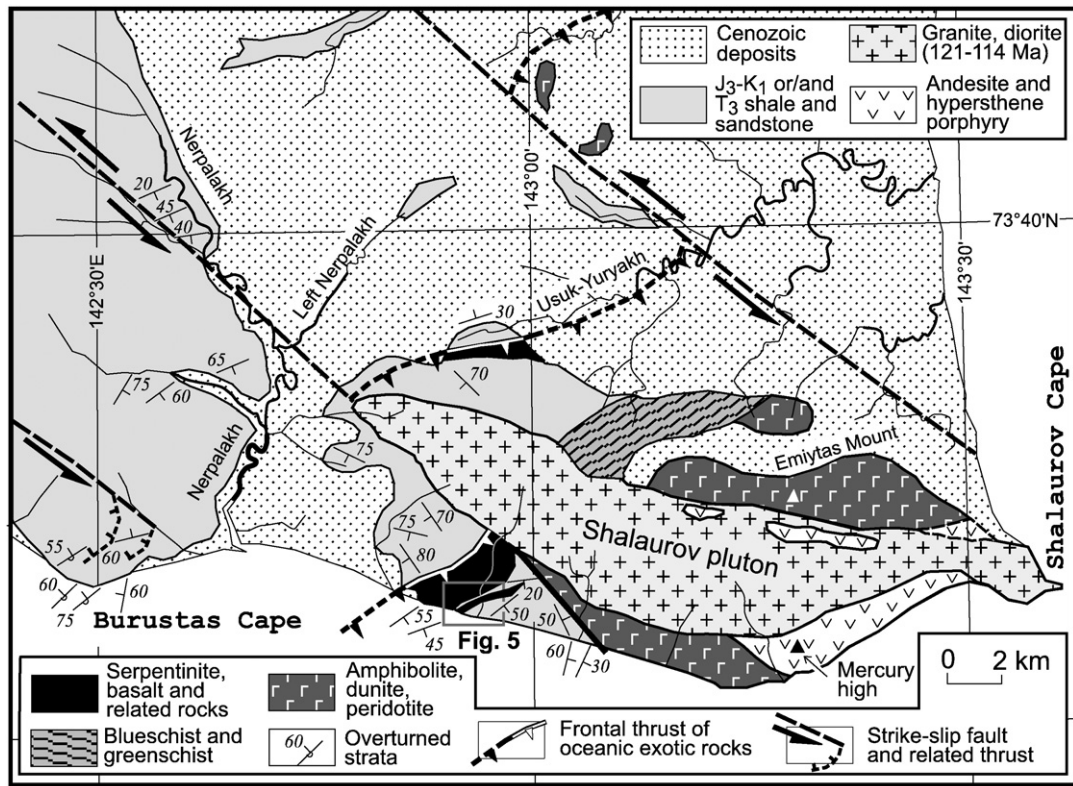 Cenozoic
deposits
Granite, diorite
(121-114 Ma)
J3-K1 or/and
T3 shale and
sandstone
Andesite and
hypersthene
porphyry
Nerpalakh
20
45
40
143°00
73°40'N
142°30'E
Left Nerpalakh
Usuk-Yuryakh
143°30
30
65
75
60
70
Shalaurov Cape
Emiytas Mount
75
Nerpalakh
Shalaurov pluton
75
70
80
55
60
60
75
60
Burustas Cape
20
50
50
55
45
Fig. 5
60
30
Mercury
high
0 2 km
Serpentinite,
basalt and
related rocks
Amphibolite,
dunite,
peridotite
Blueschist and
greenschist
60
Overturned
strata
Frontal thrust of
oceanic exotic rocks
Strike-slip fault
and related thrust